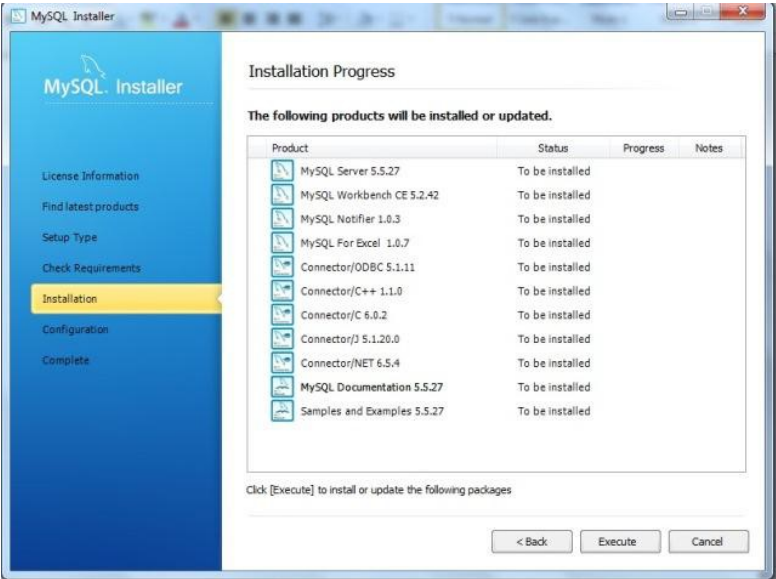 MySQL Installer
MySQL. Installer
License Information
Find latest products
Setup Type
Check Requirements
Installation
Configuration
Complete
Installation Progress
The following products will be installed or updated.
Product Status Progress Notes
MySQL Server 5.5.27 To be installed
MySQL Workbench CE 5.2.42 To be installed
MySQL Notifier 1.0.3 To be installed
MySQL For Excel 1.0.7 To be installed
Connector/ODBC 5.1.11 To be installed
Connector/C++ 1.1.0 To be installed
Connector/C 6.0.2 To be installed
Connector/J 5.1.20.0 To be installed
Connector/NET 6.5.4 To be installed
MySQL Documentation 5.5.27 To be installed
Samples and Examples 5.5.27 To be installed
Click [Execute] to install or update the following packages
< Back Execute Cancel